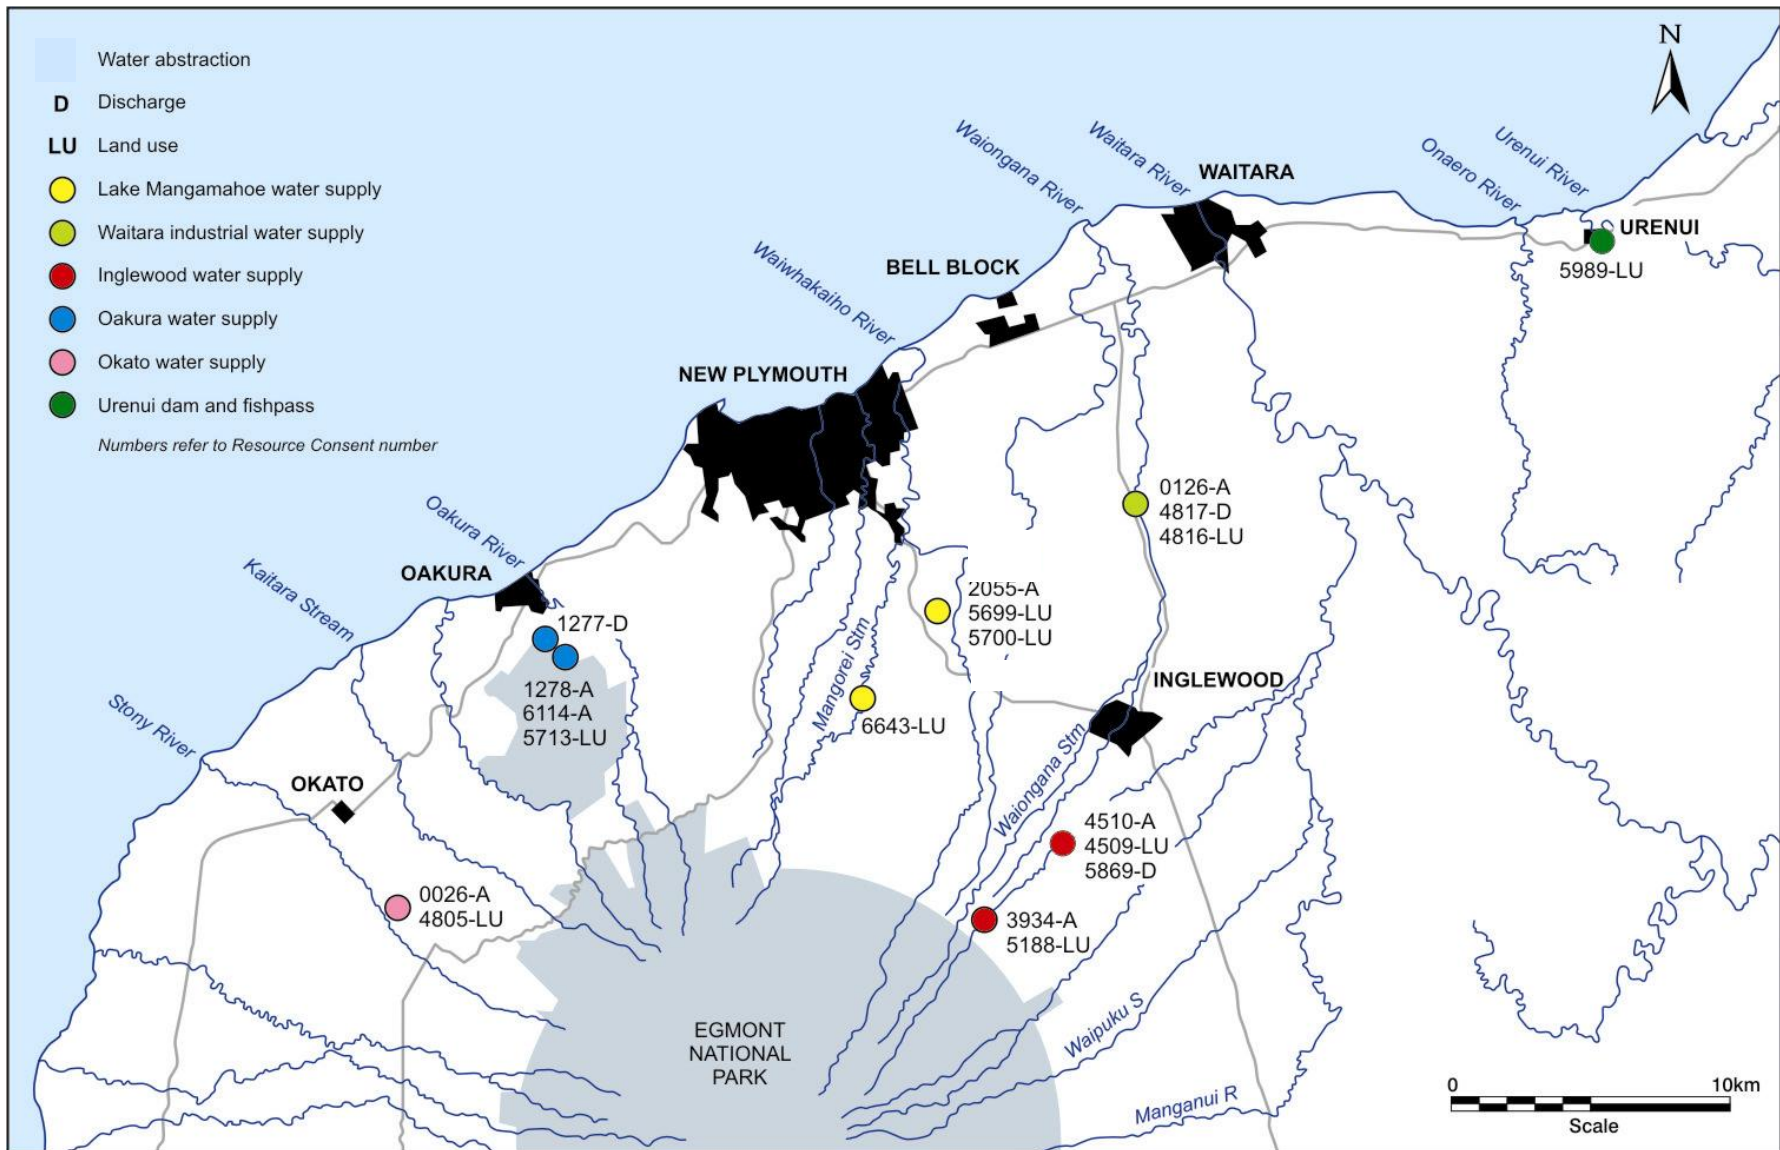 Water abstraction
D Discharge
LU Land use
Lake Mangamahoe water supply
Waitara industrial water supply
Inglewood water supply
Oakura water supply
Okato water supply
Urenui dam and fishpass
Numbers refer to Resource Consent number
N
Waiongana River
Waitara River
WAITARA
Onaero River
Urenui River
URENUI
5989-LU
BELL BLOCK
Waiwhakaiho River
NEW PLYMOUTH
0126-A
4817-D
4816-LU
Oakura River
OAKURA
Kaitara Stream
1277-D
1278-A
6114-A
5713-LU
2055-A
5699-LU
5700-LU
Mangorei Stm
6643-LU
INGLEWOOD
Stony River
OKATO
Waiongana Stm
4510-A
4509-LU
5869-D
0026-A
4805-LU
3934-A
5188-LU
EGMONT
NATIONAL
PARK
Waipuku S
Manganui R
0 10km
Scale